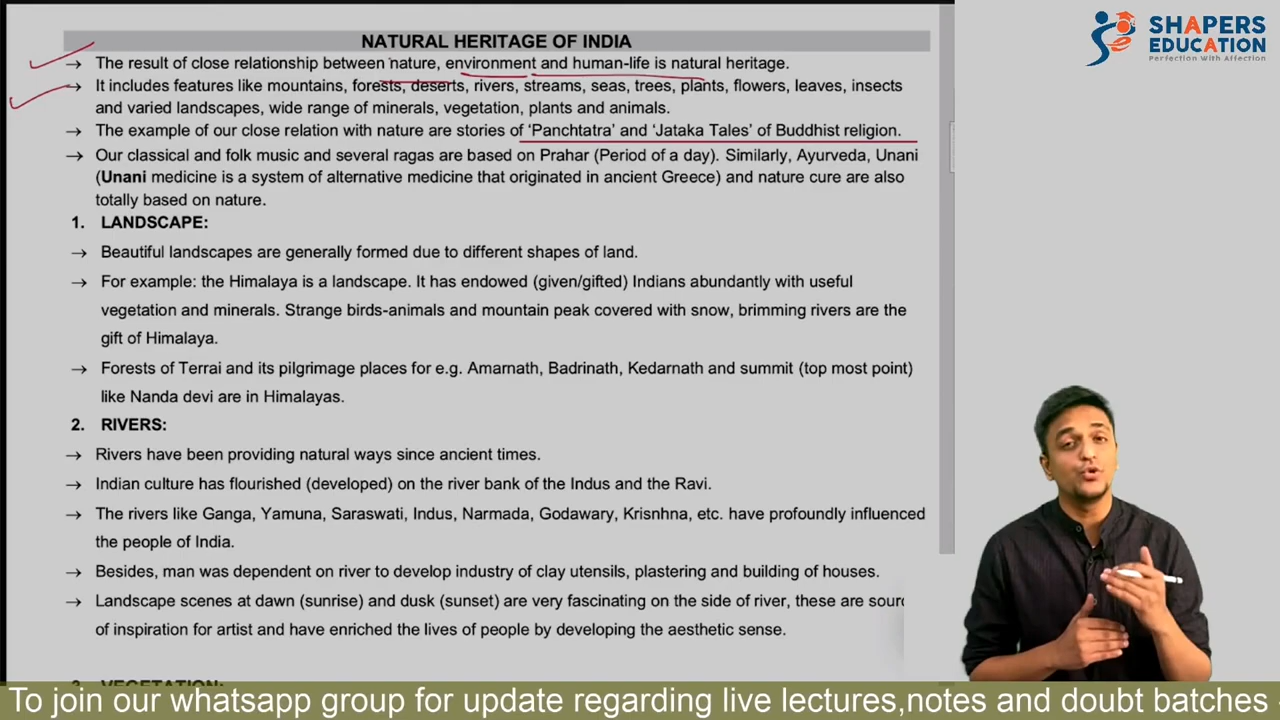 SHAPERS
EDUCATION
Perfection With Affection
NATURAL HERITAGE OF INDIA
→ The result of close relationship between nature, environment and human-life is natural heritage.
→ It includes features like mountains, forests, deserts, rivers, streams, seas, trees, plants, flowers, leaves, insects
and varied landscapes, wide range of minerals, vegetation, plants and animals.
→ The example of our close relation with nature are stories of ‘Panchtatra’ and ‘Jataka Tales’ of Buddhist religion.
→ Our classical and folk music and several ragas are based on Prahar (Period of a day). Similarly, Ayurveda, Unani
(Unani medicine is a system of alternative medicine that originated in ancient Greece) and nature cure are also
totally based on nature.
1. LANDSCAPE:
→ Beautiful landscapes are generally formed due to different shapes of land.
→ For example: the Himalaya is a landscape. It has endowed (given/gifted) Indians abundantly with useful
vegetation and minerals. Strange birds-animals and mountain peak covered with snow, brimming rivers are the
gift of Himalaya.
→ Forests of Terrai and its pilgrimage places for e.g. Amarnath, Badrinath, Kedarnath and summit (top most point)
like Nanda devi are in Himalayas.
2. RIVERS:
→ Rivers have been providing natural ways since ancient times.
→ Indian culture has flourished (developed) on the river bank of the Indus and the Ravi.
→ The rivers like Ganga, Yamuna, Saraswati, Indus, Narmada, Godawary, Krisnhna, etc. have profoundly influenced
the people of India.
→ Besides, man was dependent on river to develop industry of clay utensils, plastering and building of houses.
→ Landscape scenes at dawn (sunrise) and dusk (sunset) are very fascinating on the side of river, these are sourc
of inspiration for artist and have enriched the lives of people by developing the aesthetic sense.
3. VEGETATION:
To join our whatsapp group for update regarding live lectures,notes and doubt batches